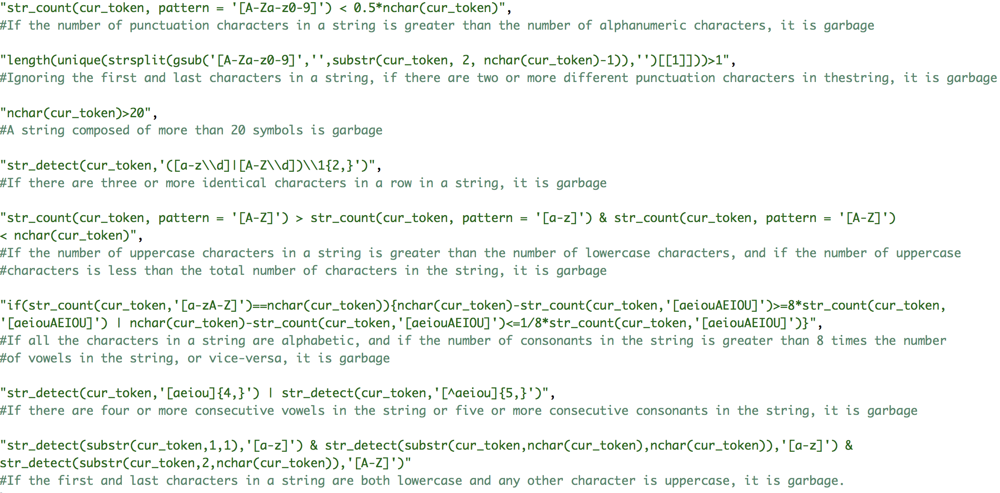 "str_count(cur_token, pattern = '[A-Za-z0-9]') < 0.5*nchar(cur_token)",
#If the number of punctuation characters in a string is greater than the number of alphanumeric characters, it is garbage
"length(unique(strsplit(gsub('[A-Za-z0-9]','',substr(cur_token, 2, nchar(cur_token)-1)),'')[[1]]))>1",
#Ignoring the first and last characters in a string, if there are two or more different punctuation characters in thestring, it is garbage
"nchar(cur_token)>20",
#A string composed of more than 20 symbols is garbage
"str_detect(cur_token,'([a-z\\d]|[A-Z\\d])\\1{2,}')",
#If there are three or more identical characters in a row in a string, it is garbage
"str_count(cur_token, pattern = '[A-Z]') > str_count(cur_token, pattern = '[a-z]') & str_count(cur_token, pattern = '[A-Z]')
< nchar(cur_token)",
#If the number of uppercase characters in a string is greater than the number of lowercase characters, and if the number of uppercase
#characters is less than the total number of characters in the string, it is garbage
"if(str_count(cur_token,'[a-zA-Z]')==nchar(cur_token)){nchar(cur_token)-str_count(cur_token,'[aeiouAEIOU]')>=8*str_count(cur_token,
'[aeiouAEIOU]') | nchar(cur_token)-str_count(cur_token,'[aeiouAEIOU]')<=1/8*str_count(cur_token,'[aeiouAEIOU]')}",
#If all the characters in a string are alphabetic, and if the number of consonants in the string is greater than 8 times the number
#of vowels in the string, or vice-versa, it is garbage
"str_detect(cur_token,'[aeiou]{4,}') | str_detect(cur_token,'[^aeiou]{5,}')",
#If there are four or more consecutive vowels in the string or five or more consecutive consonants in the string, it is garbage
"str_detect(substr(cur_token,1,1),'[a-z]') & str_detect(substr(cur_token,nchar(cur_token),nchar(cur_token)),'[a-z]') &
str_detect(substr(cur_token,2,nchar(cur_token)),'[A-Z]')"
#If the first and last characters in a string are both lowercase and any other character is uppercase, it is garbage.